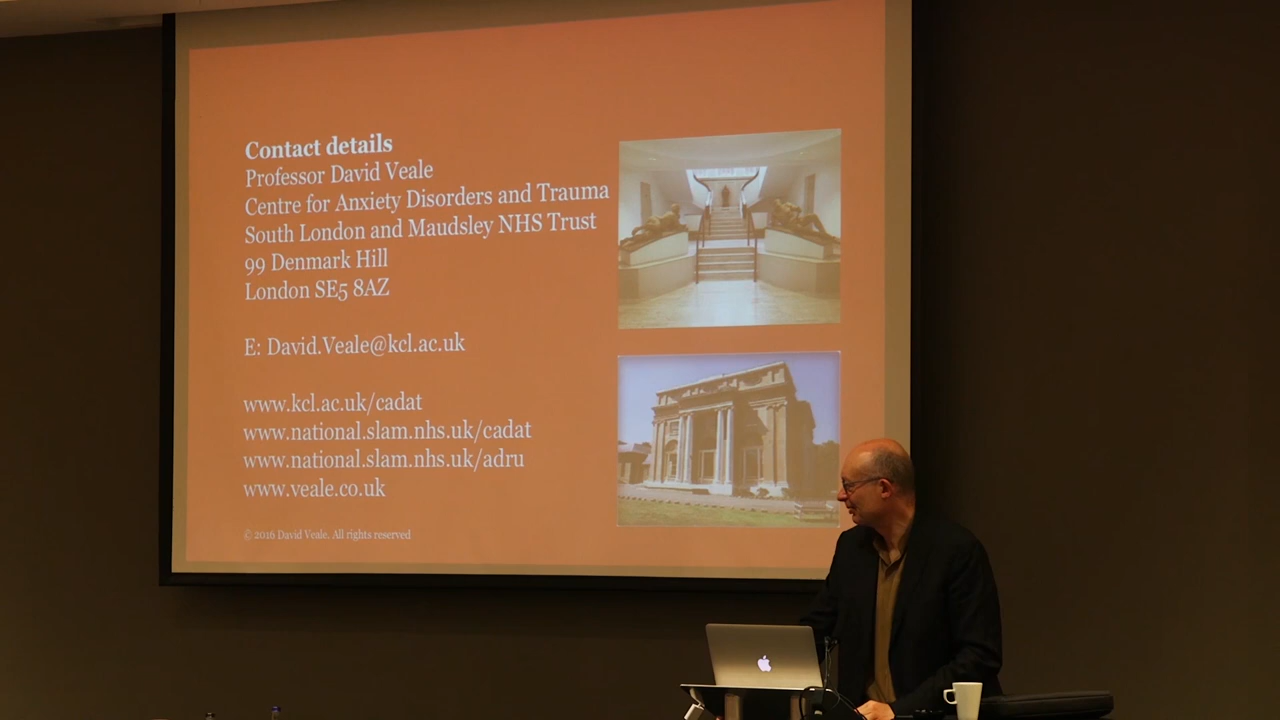 Contact details
Professor David Veale
Centre for Anxiety Disorders and Trauma
South London and Maudsley NHS Trust
99 Denmark Hill
London SE5 8AZ
E: David.Veale@kcl.ac.uk
www.kcl.ac.uk/cadat
www.national.slam.nhs.uk/cadat
www.national.slam.nhs.uk/adru
www.veale.co.uk
© 2016 David Veale. All rights reserved